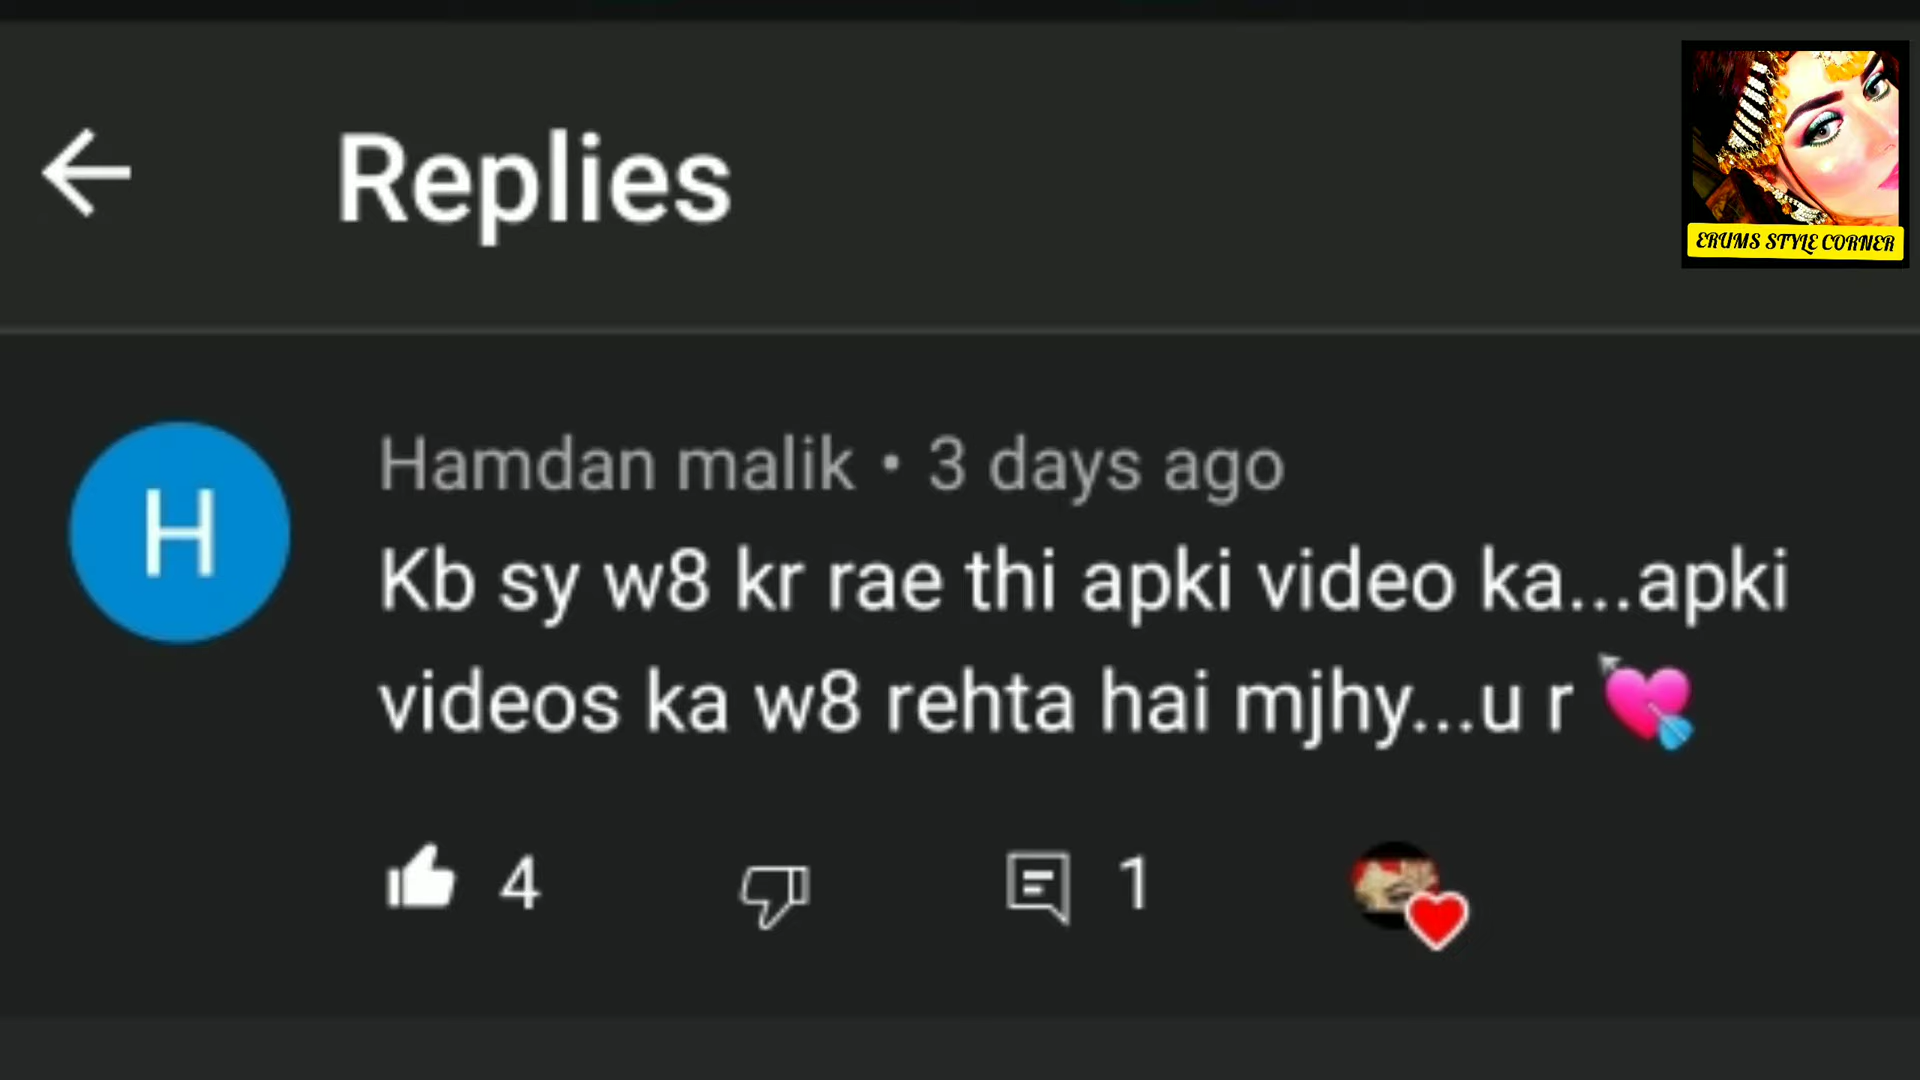 Replies
ERUMS STYLE CORNER
H
Hamdan malik • 3 days ago
Kb sy w8 kr rae thi apki video ka...apki
videos ka w8 rehta hai mjhy...u r 💘
4
1